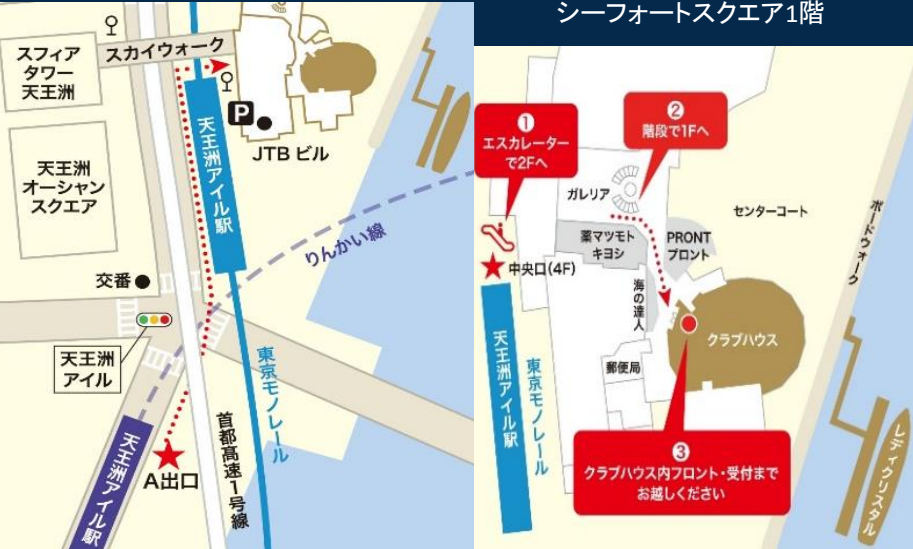 スカイウォーク
スフィア
タワー
天王洲
P
JTBビル
天王洲アイル駅
天王洲
オーシャン
スクエア
りんかい線
交番
天王洲
アイル
東京モノレール
首都高速1号線
A出口
天王洲アイル駅
シーフォートスクエア1階
1
エスカレーター
で2Fへ
2
階段で1Fへ
ガレリア
センターコート
ボードウォーク
薬マツモト
キヨシ
PRONT
プロント
中央口(4F)
海の達人
クラブハウス
天王洲アイル駅
東京モノレール
郵便局
3
クラブハウス内フロント・受付まで
お越しください
レディクリスタル